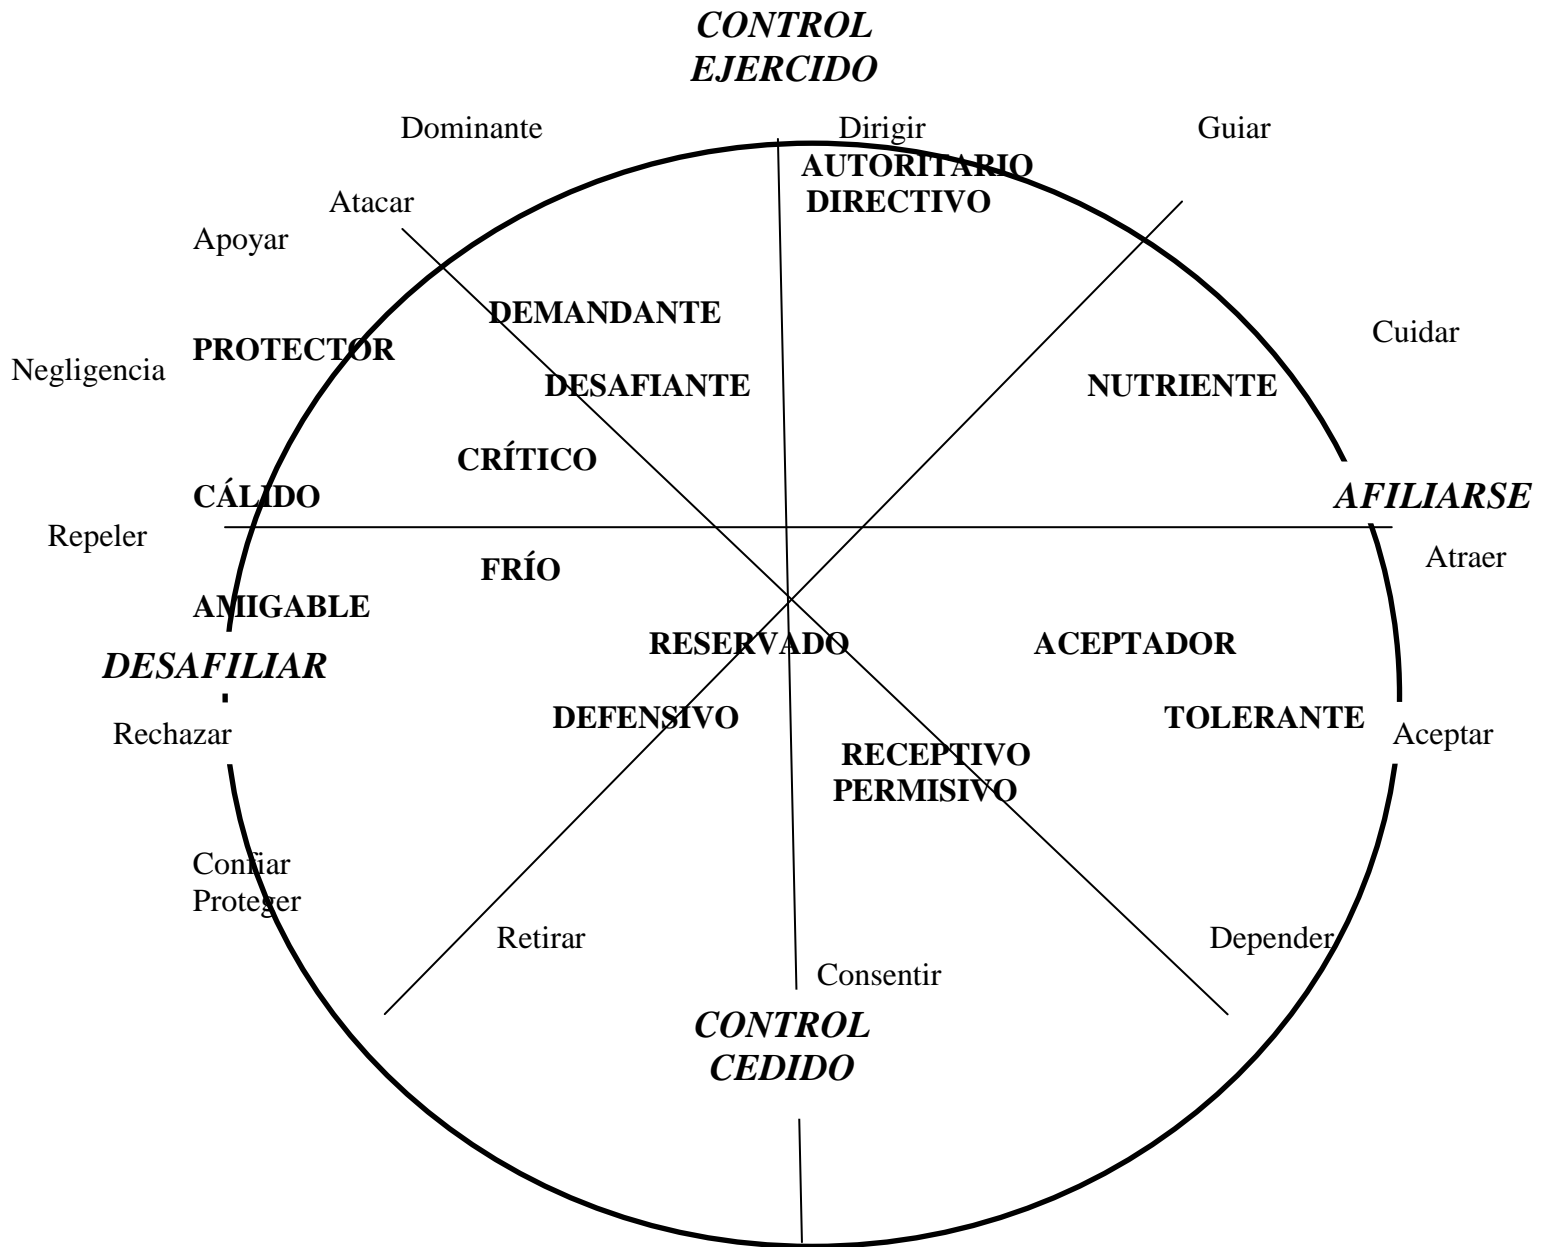 CONTROL
EJERCIDO
Dominante Dirigir Guiar
AUTORITARIO
Atacar DIRECTIVO
Apoyar
DEMANDANTE
Cuidar
PROTECTOR
Negligencia
DESAFIANTE NUTRIENTE
CRÍTICO
CÁLIDO AFILIARSE
Repeler
Atraer
FRÍO
AMIGABLE
RESERVADO ACEPTADOR
DESAFILIAR
DEFENSIVO TOLERANTE
Rechazar Aceptar
RECEPTIVO
PERMISIVO
Confiar
Proteger
Retirar Depender
Consentir
CONTROL
CEDIDO